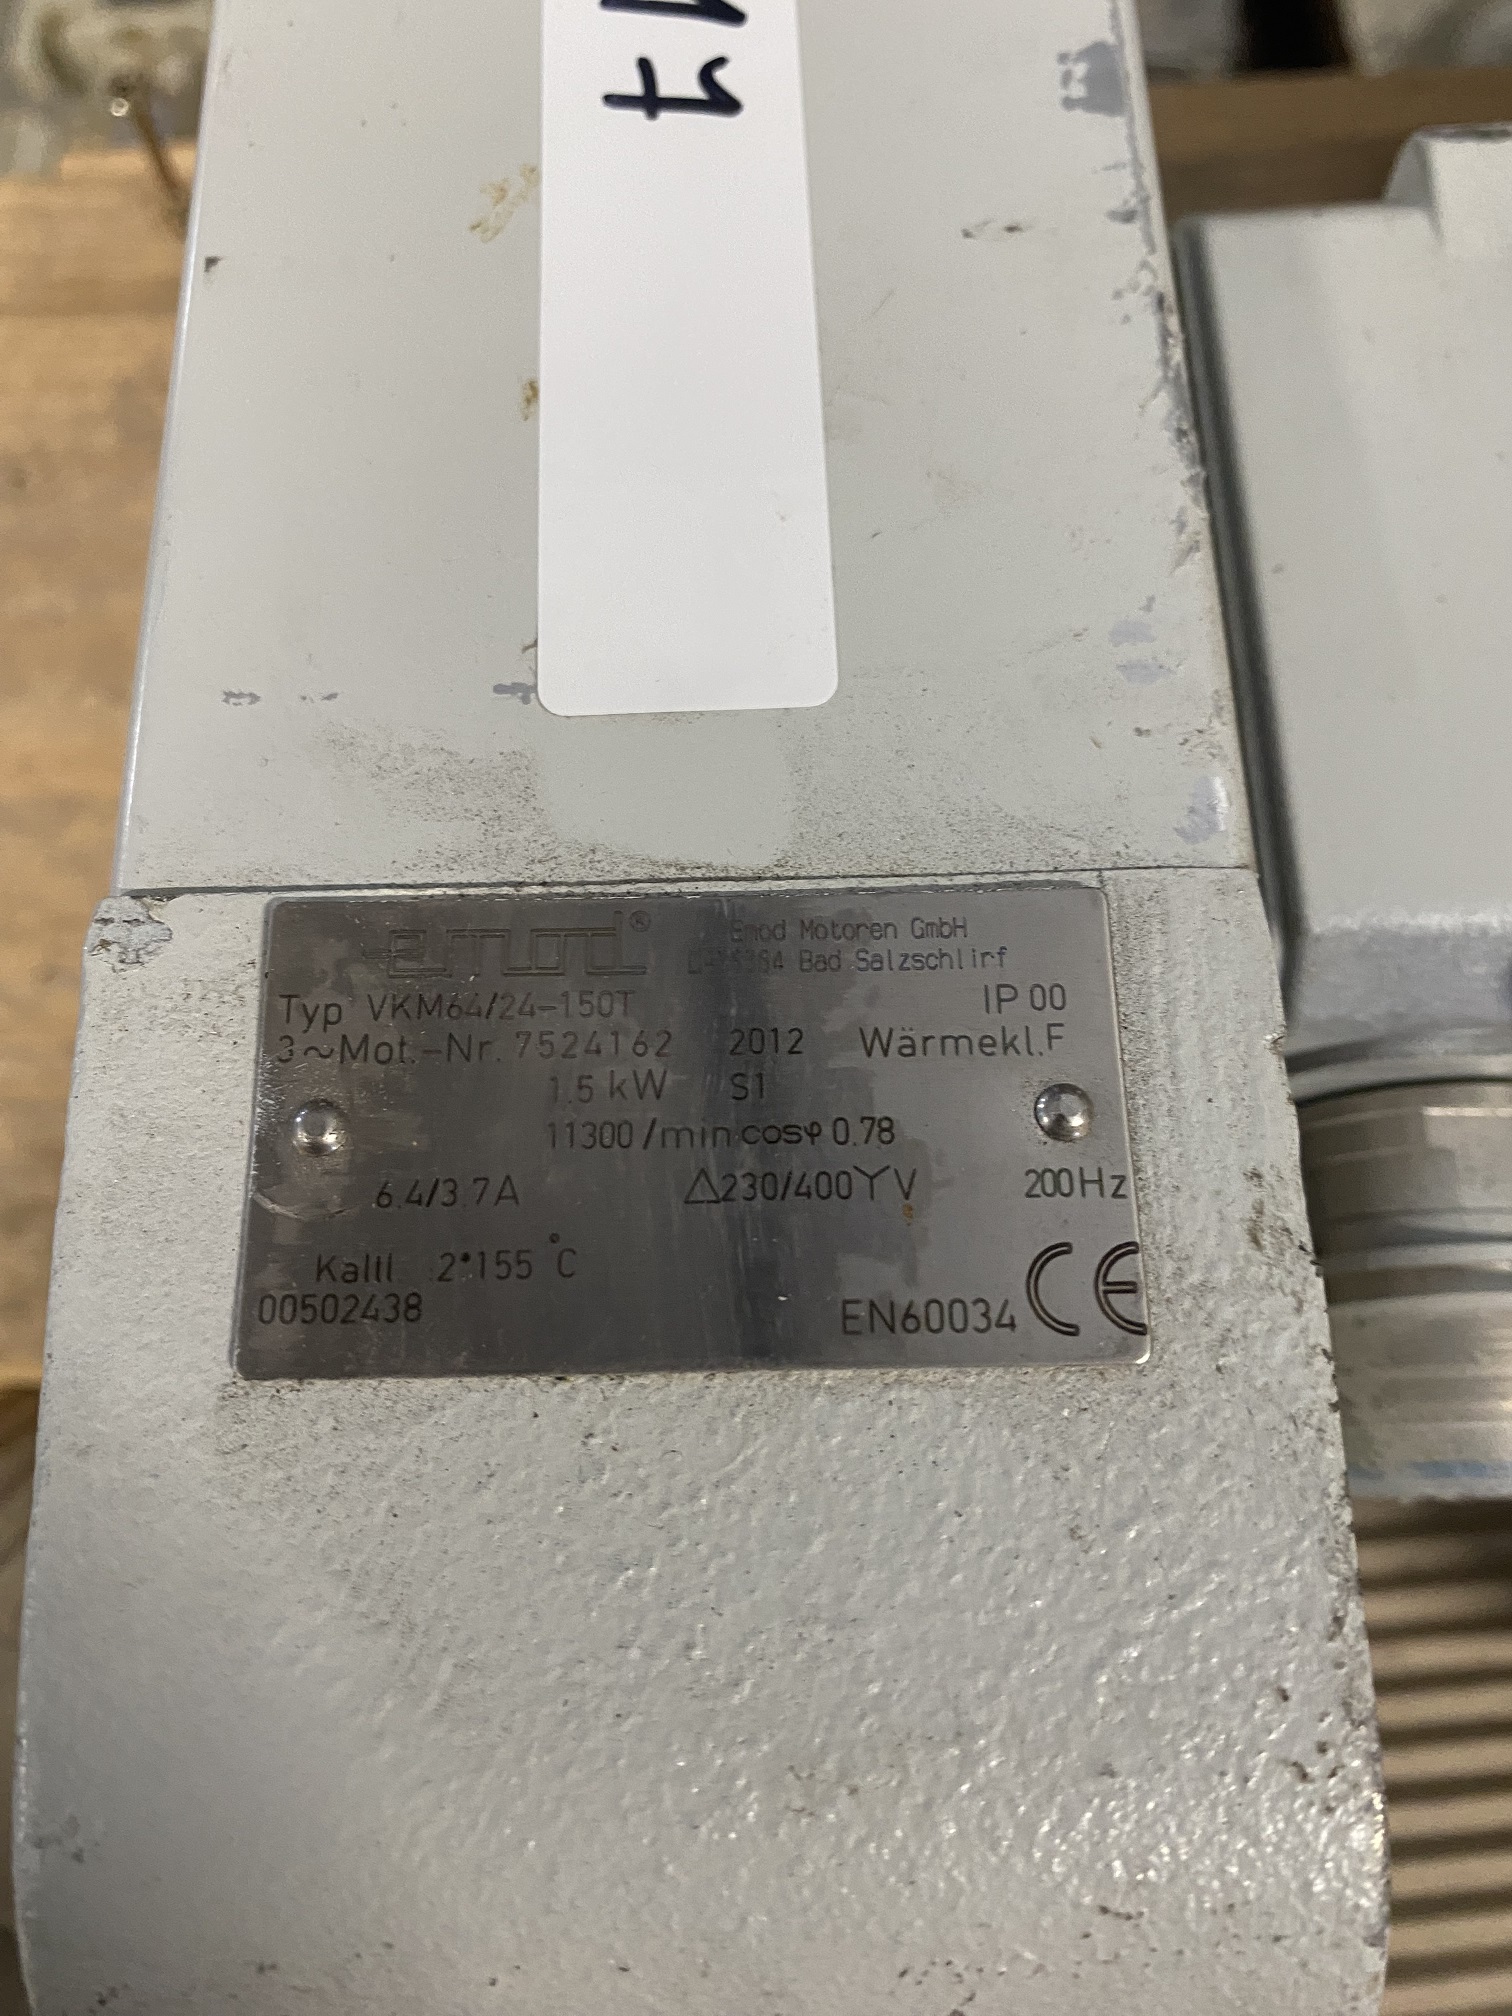 17
emod®
Emod Motoren GmbH
Bad Salzschlirf
Typ VKM64/24-150T IP 00
3~Mot.-Nr. 7524162 2012 Wärmekl.F
1.5 kW S1
11300/min cosφ 0.78
6.4/3.7A △230/400Y V 200Hz
Kaltl 2*155 °C
00502438
EN60034 CE